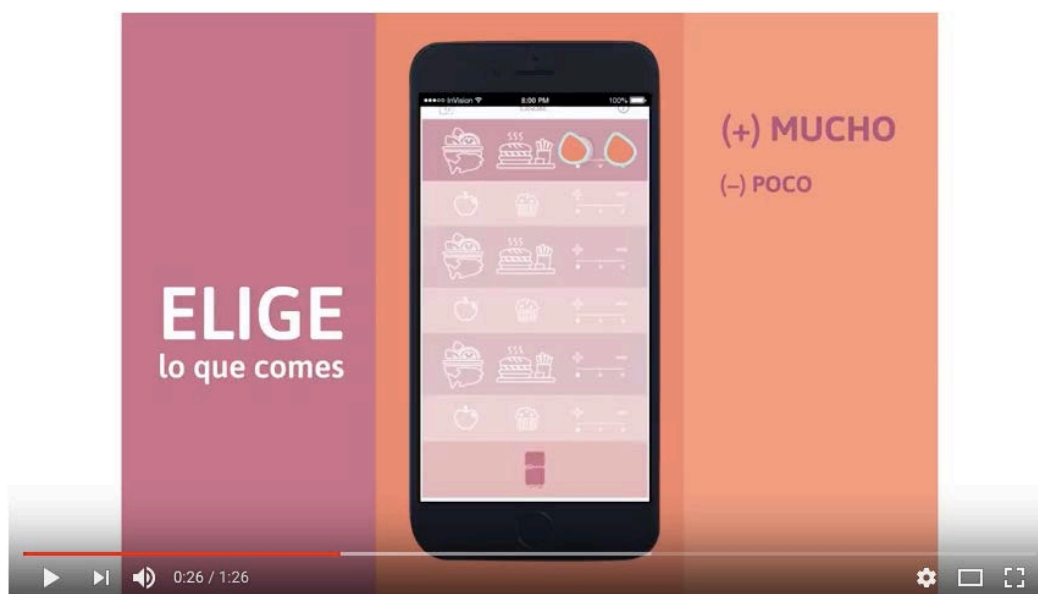 ELIGE
lo que comes
InVision 8:00 PM 100%
(+) MUCHO
(–) POCO
0:26 / 1:26